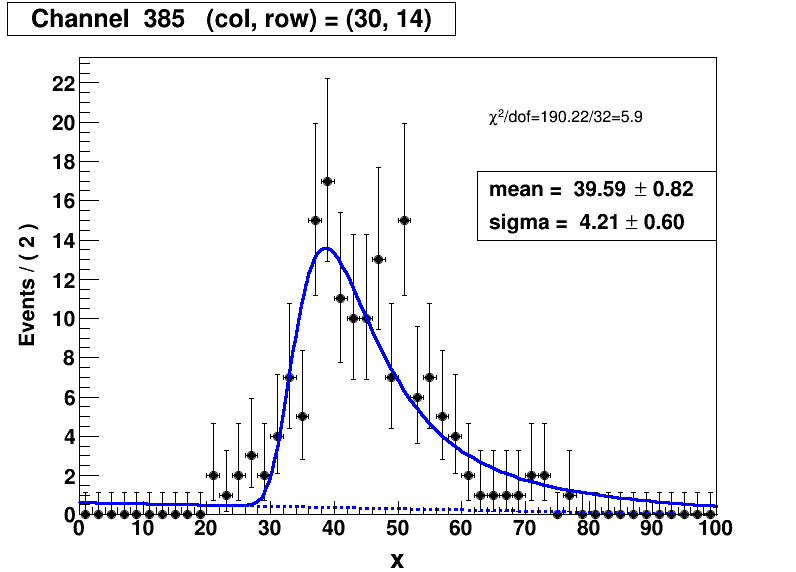 Channel 385 (col, row) = (30, 14)
χ²/dof=190.22/32=5.9
mean = 39.59 ± 0.82
sigma = 4.21 ± 0.60
Events / ( 2 )
22
20
18
16
14
12
10
8
6
4
2
0
0 10 20 30 40 50 60 70 80 90 100
x